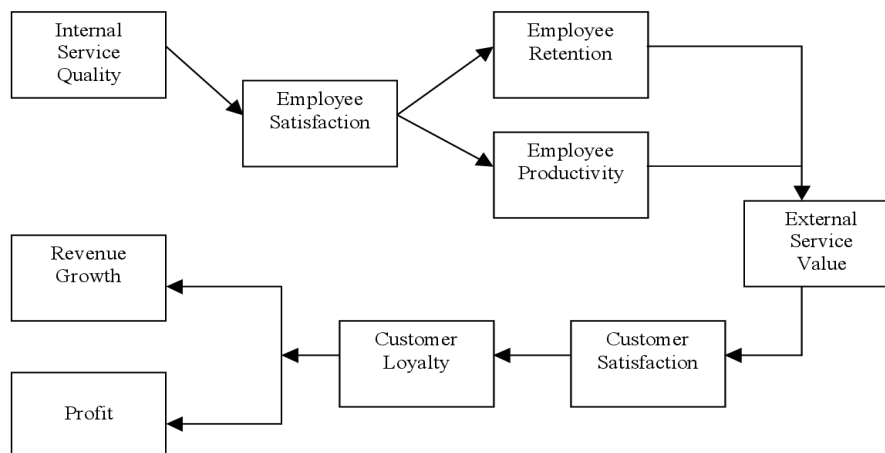 Internal
Service
Quality
Employee
Satisfaction
Employee
Retention
Employee
Productivity
External
Service
Value
Customer
Satisfaction
Customer
Loyalty
Revenue
Growth
Profit